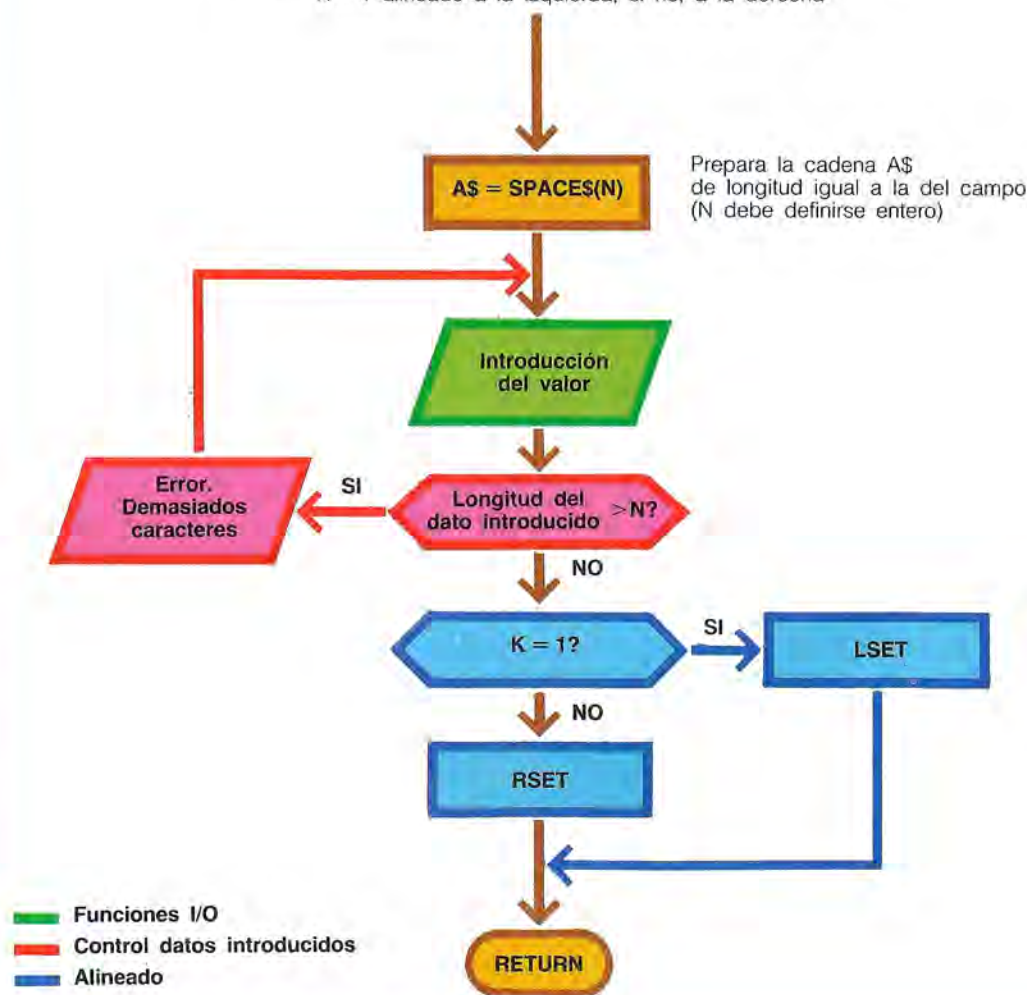 A$ = SPACE$(N)
Prepara la cadena A$
de longitud igual a la del campo
(N debe definirse entero)
Introducción
del valor
Error.
Demasiados
caracteres
SI
Longitud del
dato introducido >N?
NO
K = 1?
SI
LSET
NO
RSET
Funciones I/O
Control datos introducidos
Alineado
RETURN